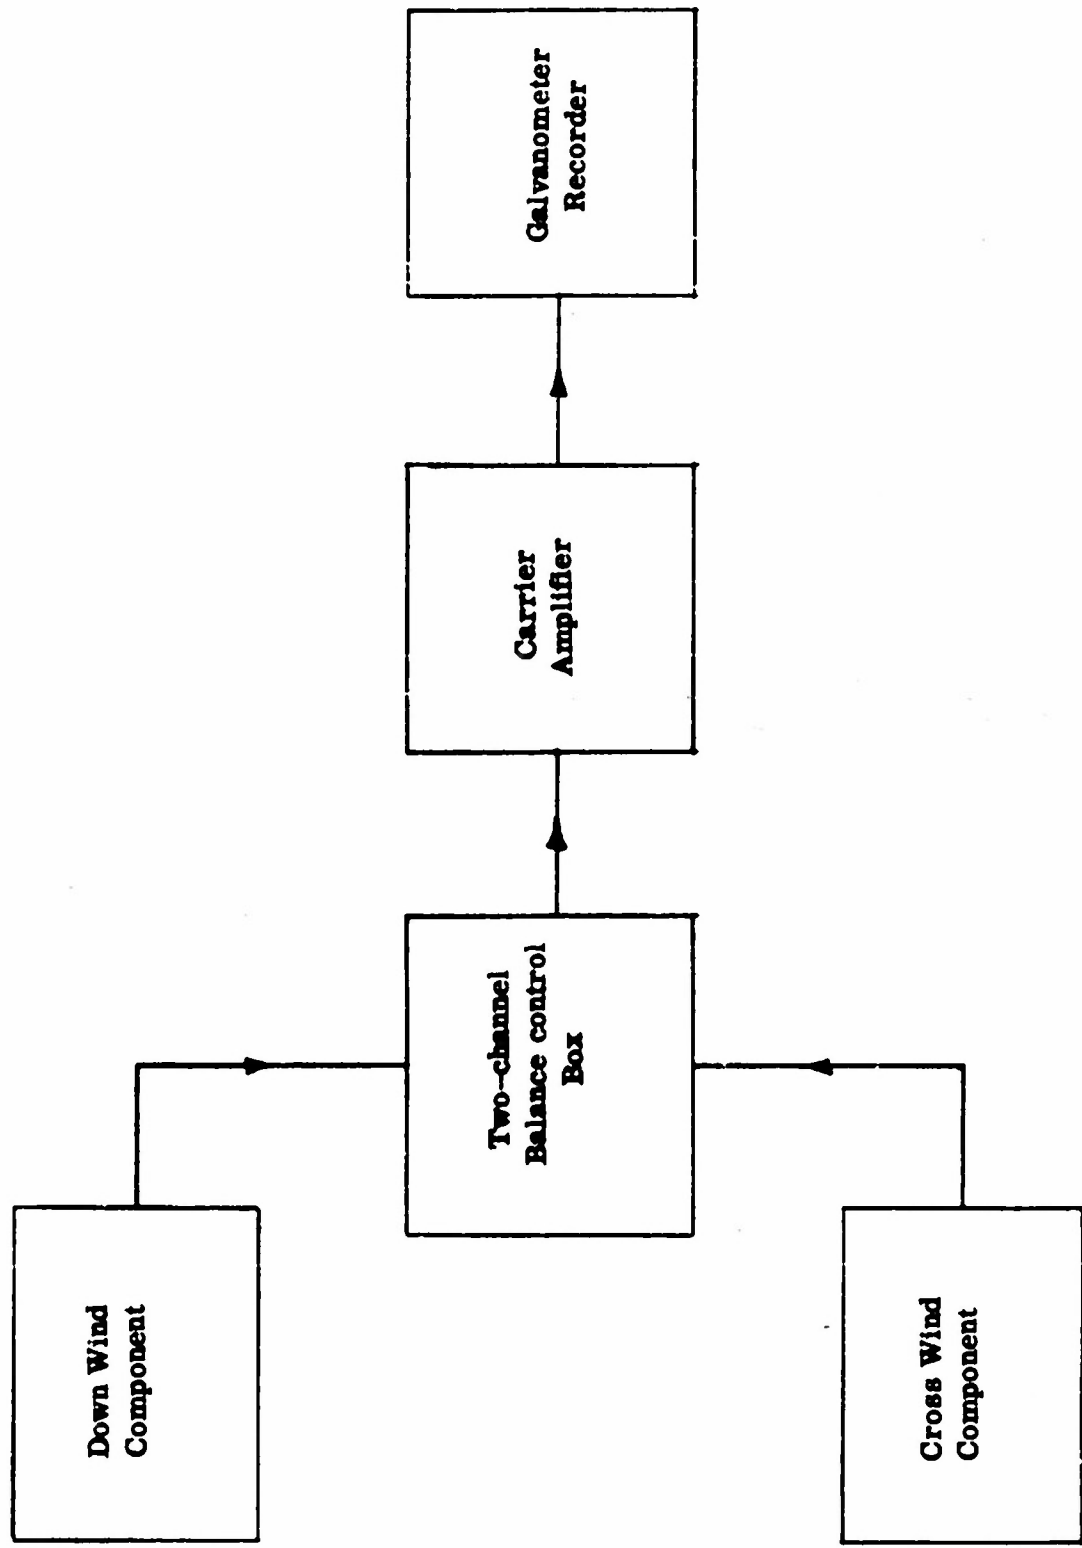 Down Wind
Component
Cross Wind
Component
Two-channel
Balance control
Box
Carrier
Amplifier
Galvanometer
Recorder